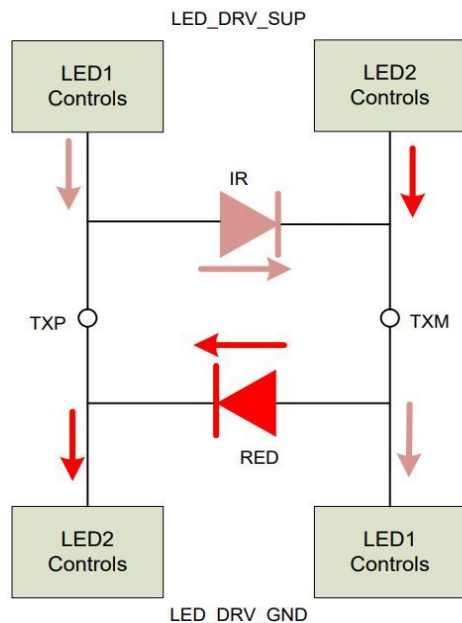 LED_DRV_SUP
LED1
Controls
LED2
Controls
IR
TXP
TXM
RED
LED2
Controls
LED1
Controls
LED_DRV_GND